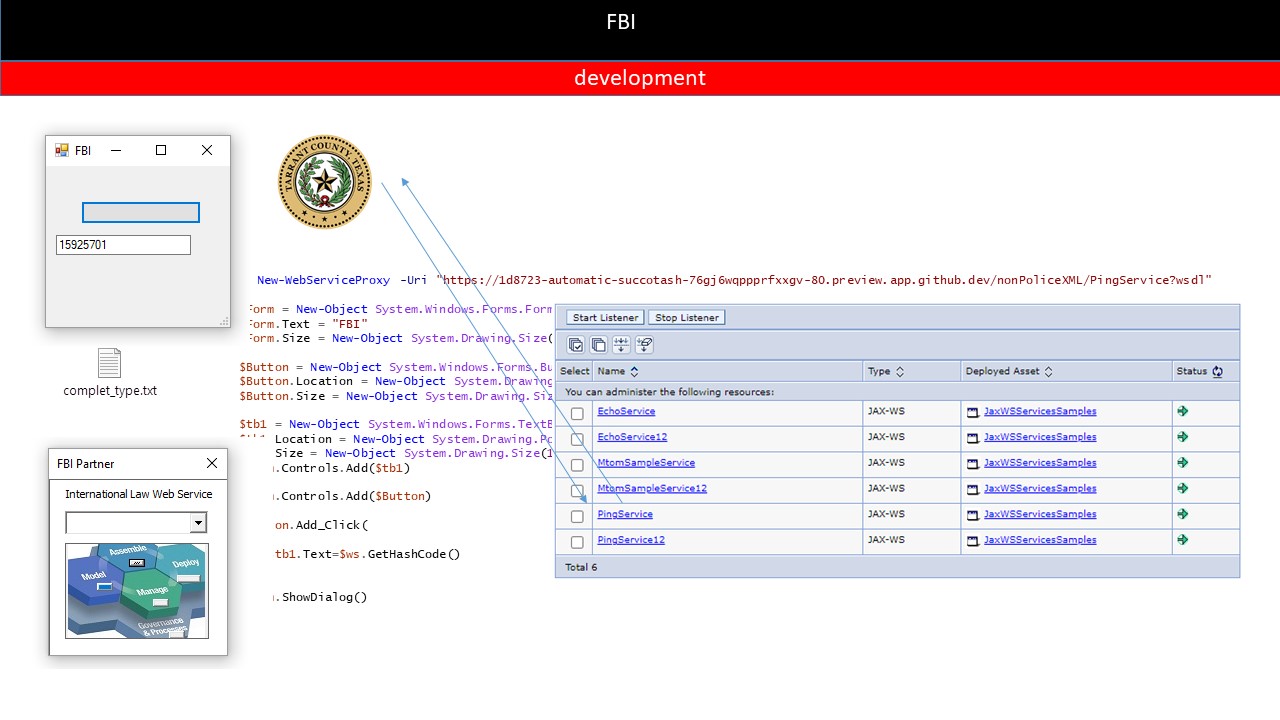 FBI
development
FBI
15925701
complet_type.txt
FBI Partner
International Law Web Service
Assemble
Model
Deploy
Manage
Governance
& Processes
TARRANT COUNTY, TEXAS
New-WebServiceProxy -Uri "https://1d8723-automatic-succotash-76gj6wqppprfxxgv-80.preview.app.github.dev/nonPoliceXML/PingService?wsdl"
Form = New-Object System.Windows.Forms.Form
Form.Text = "FBI"
Form.Size = New-Object System.Drawing.Size(
$Button = New-Object System.Windows.Forms.Bu
$Button.Location = New-Object System.Drawing
$Button.Size = New-Object System.Drawing.Siz
$tb1 = New-Object System.Windows.Forms.TextB
Location = New-Object System.Drawing.Po
Size = New-Object System.Drawing.Size(1
.Controls.Add($tb1)
.Controls.Add($Button)
on.Add_Click(
tb1.Text=$ws.GetHashCode()
.ShowDialog()
Start Listener Stop Listener
Select Name Type Deployed Asset Status
You can administer the following resources:
EchoService JAX-WS JaxWSServicesSamples
EchoService12 JAX-WS JaxWSServicesSamples
MtomSampleService JAX-WS JaxWSServicesSamples
MtomSampleService12 JAX-WS JaxWSServicesSamples
PingService JAX-WS JaxWSServicesSamples
PingService12 JAX-WS JaxWSServicesSamples
Total 6